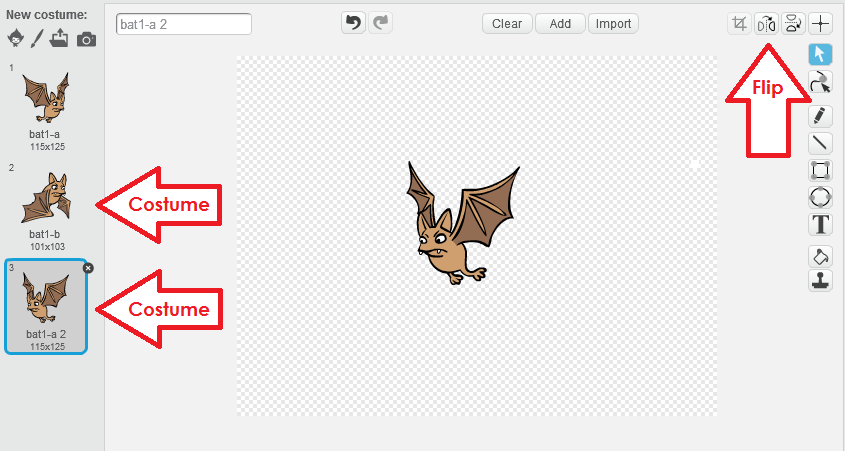 New costume:
bat1-a 2
Clear
Add
Import
Flip
1
bat1-a
115x125
2
bat1-b
101x103
Costume
3
bat1-a 2
115x125
Costume
T